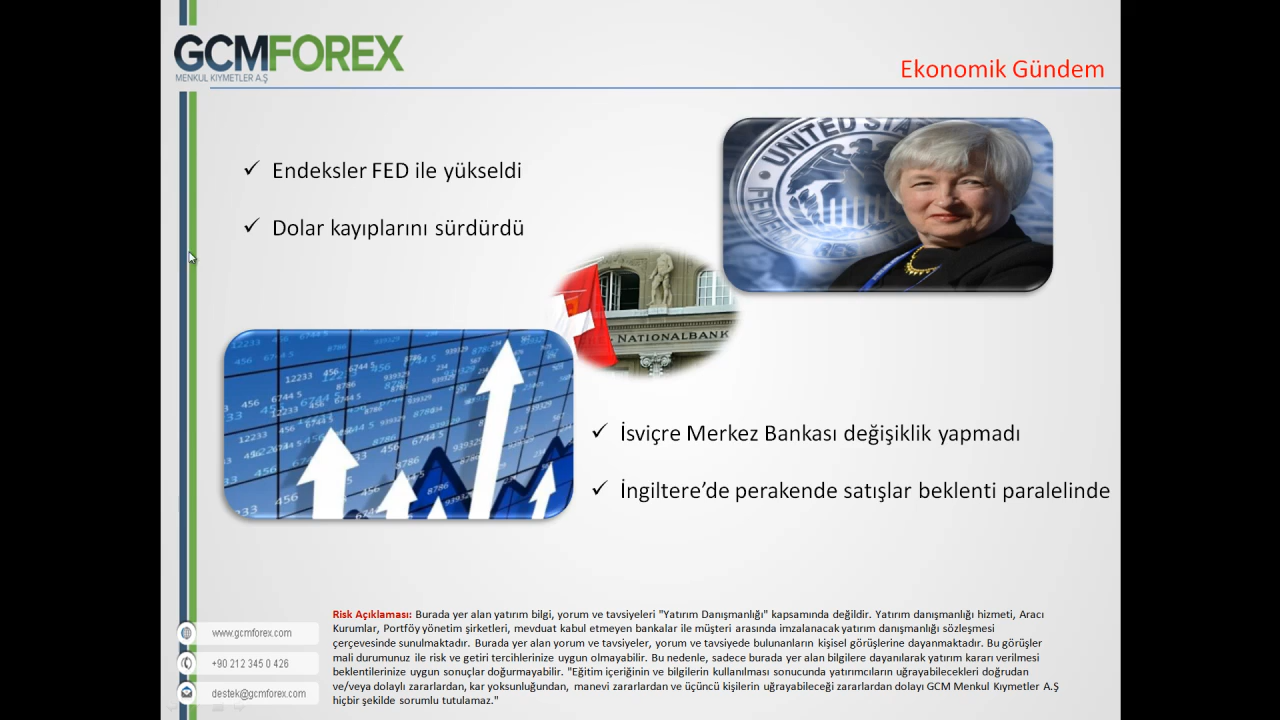 GCMFOREX
MENKUL KIYMETLER A.Ş
Ekonomik Gündem
Endeksler FED ile yükseldi
Dolar kayıplarını sürdürdü
UNITED STA
FEDERAL
NATIONALBANK
İsviçre Merkez Bankası değişiklik yapmadı
İngiltere’de perakende satışlar beklenti paralelinde
Risk Açıklaması: Burada yer alan yatırım bilgi, yorum ve tavsiyeleri "Yatırım Danışmanlığı" kapsamında değildir. Yatırım danışmanlığı hizmeti, Aracı
Kurumlar, Portföy yönetim şirketleri, mevduat kabul etmeyen bankalar ile müşteri arasında imzalanacak yatırım danışmanlığı sözleşmesi
çerçevesinde sunulmaktadır. Burada yer alan yorum ve tavsiyeler, yorum ve tavsiyede bulunanların kişisel görüşlerine dayanmaktadır. Bu görüşler
mali durumunuz ile risk ve getiri tercihlerinize uygun olmayabilir. Bu nedenle, sadece burada yer alan bilgilere dayanılarak yatırım kararı verilmesi
beklentilerinize uygun sonuçlar doğurmayabilir. "Eğitim içeriğinin ve bilgilerin kullanılması sonucunda yatırımcıların uğrayabilecekleri doğrudan
ve/veya dolaylı zararlardan, kar yoksunluğundan, manevi zararlardan ve üçüncü kişilerin uğrayabileceği zararlardan dolayı GCM Menkul Kıymetler A.Ş
hiçbir şekilde sorumlu tutulamaz."
www.gcmforex.com
+90 212 345 0 426
destek@gcmforex.com